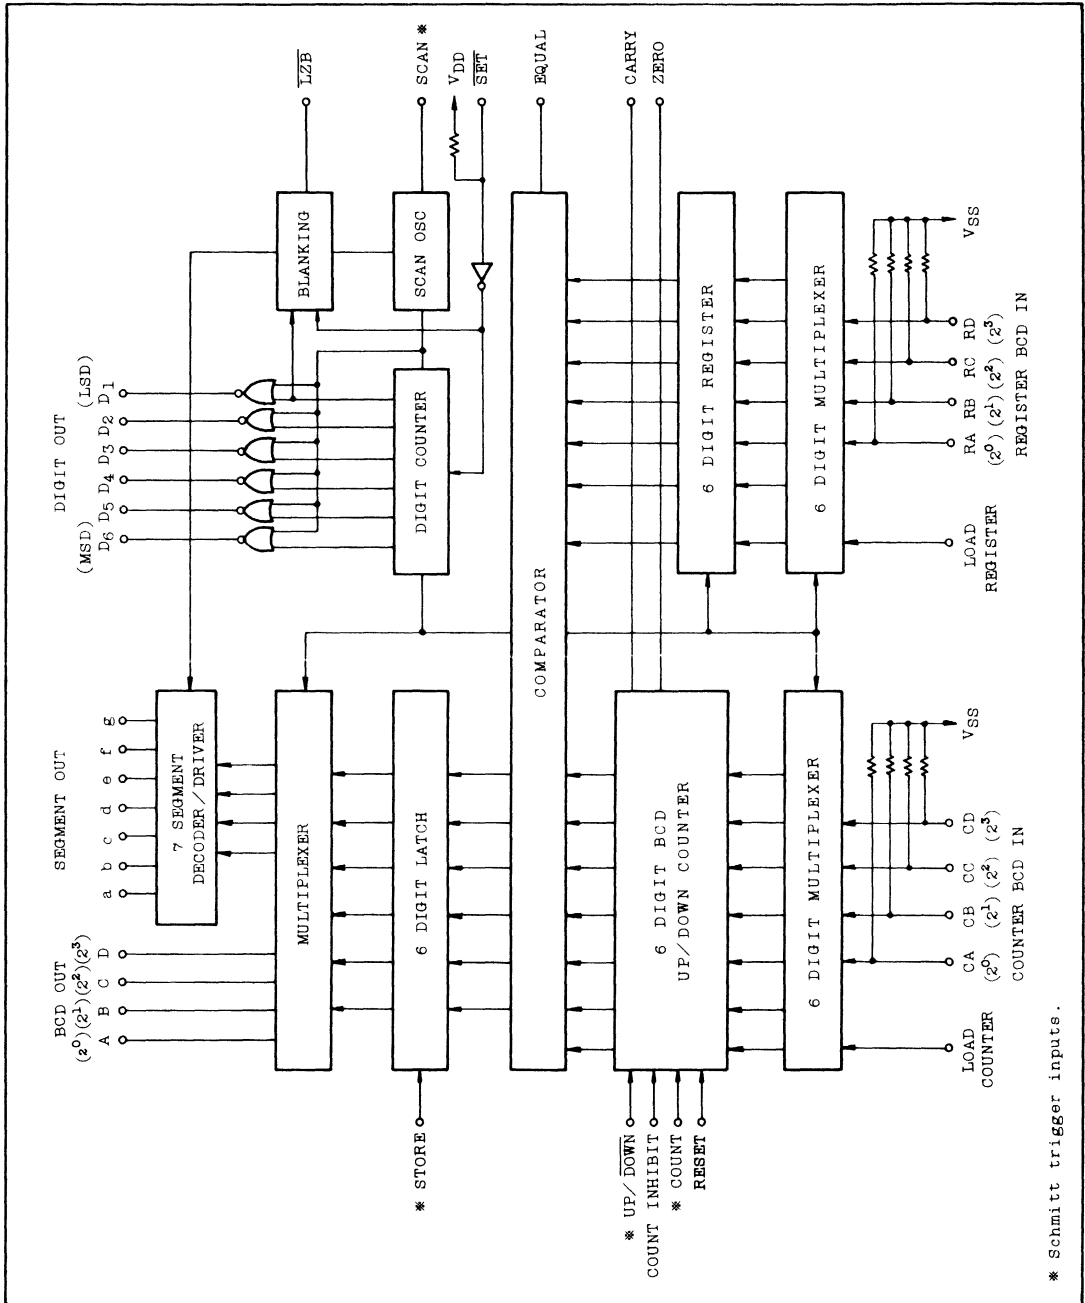 BCD OUT
(2⁰)(2¹)(2²)(2³)
A B C D
SEGMENT OUT
a b c d e f g
DIGIT OUT
(MSD) (LSD)
D6 D5 D4 D3 D2 D1
L̅Z̅B̅
SCAN *
VDD
S̅E̅T̅
7 SEGMENT
DECODER/DRIVER
BLANKING
MULTIPLEXER
SCAN OSC
DIGIT COUNTER
* STORE
6 DIGIT LATCH
COMPARATOR
EQUAL
* UP/D̅O̅W̅N̅
COUNT INHIBIT
* COUNT
RESET
6 DIGIT BCD
UP/DOWN COUNTER
CARRY
ZERO
6 DIGIT REGISTER
6 DIGIT MULTIPLEXER
6 DIGIT MULTIPLEXER
VSS
VSS
LOAD
COUNTER
CA CB CC CD
(2⁰) (2¹) (2²) (2³)
COUNTER BCD IN
LOAD
REGISTER
RA RB RC RD
(2⁰) (2¹) (2²) (2³)
REGISTER BCD IN
* Schmitt trigger inputs.